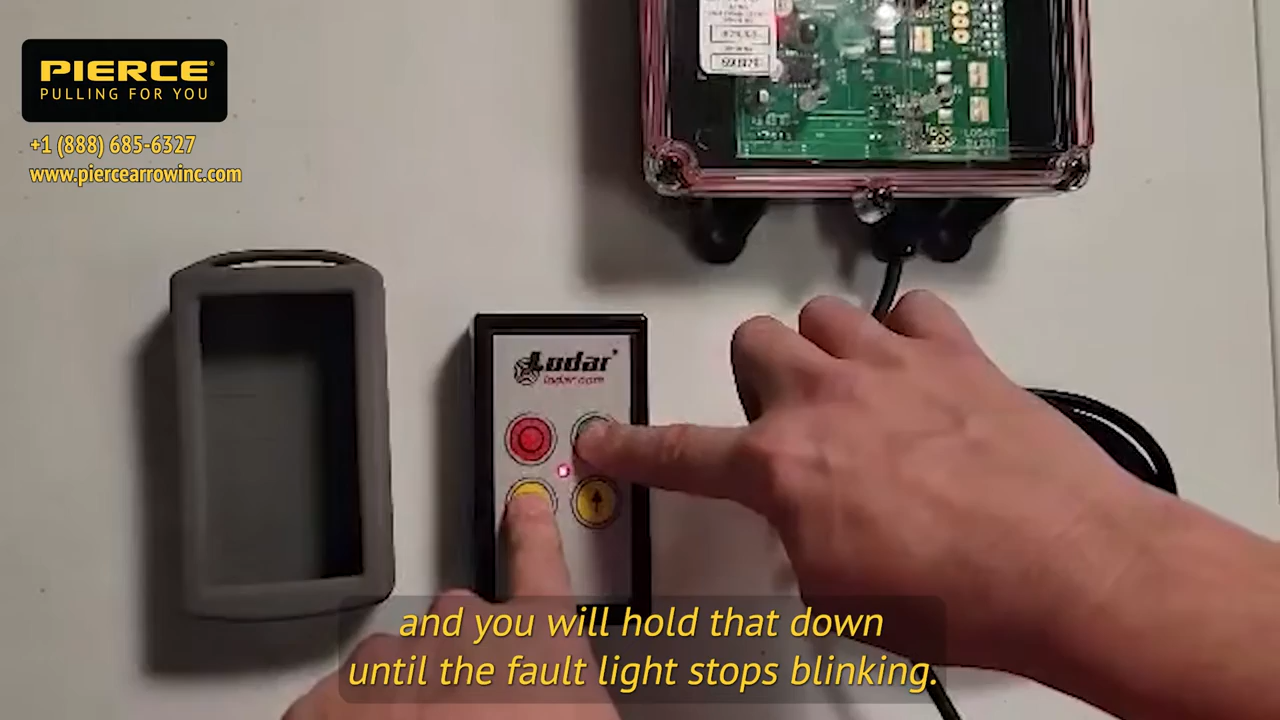 PIERCE®
PULLING FOR YOU
+1 (888) 685-6327
www.piercearrowinc.com
Lodar®
lodar.com
LODAR
and you will hold that down
until the fault light stops blinking.